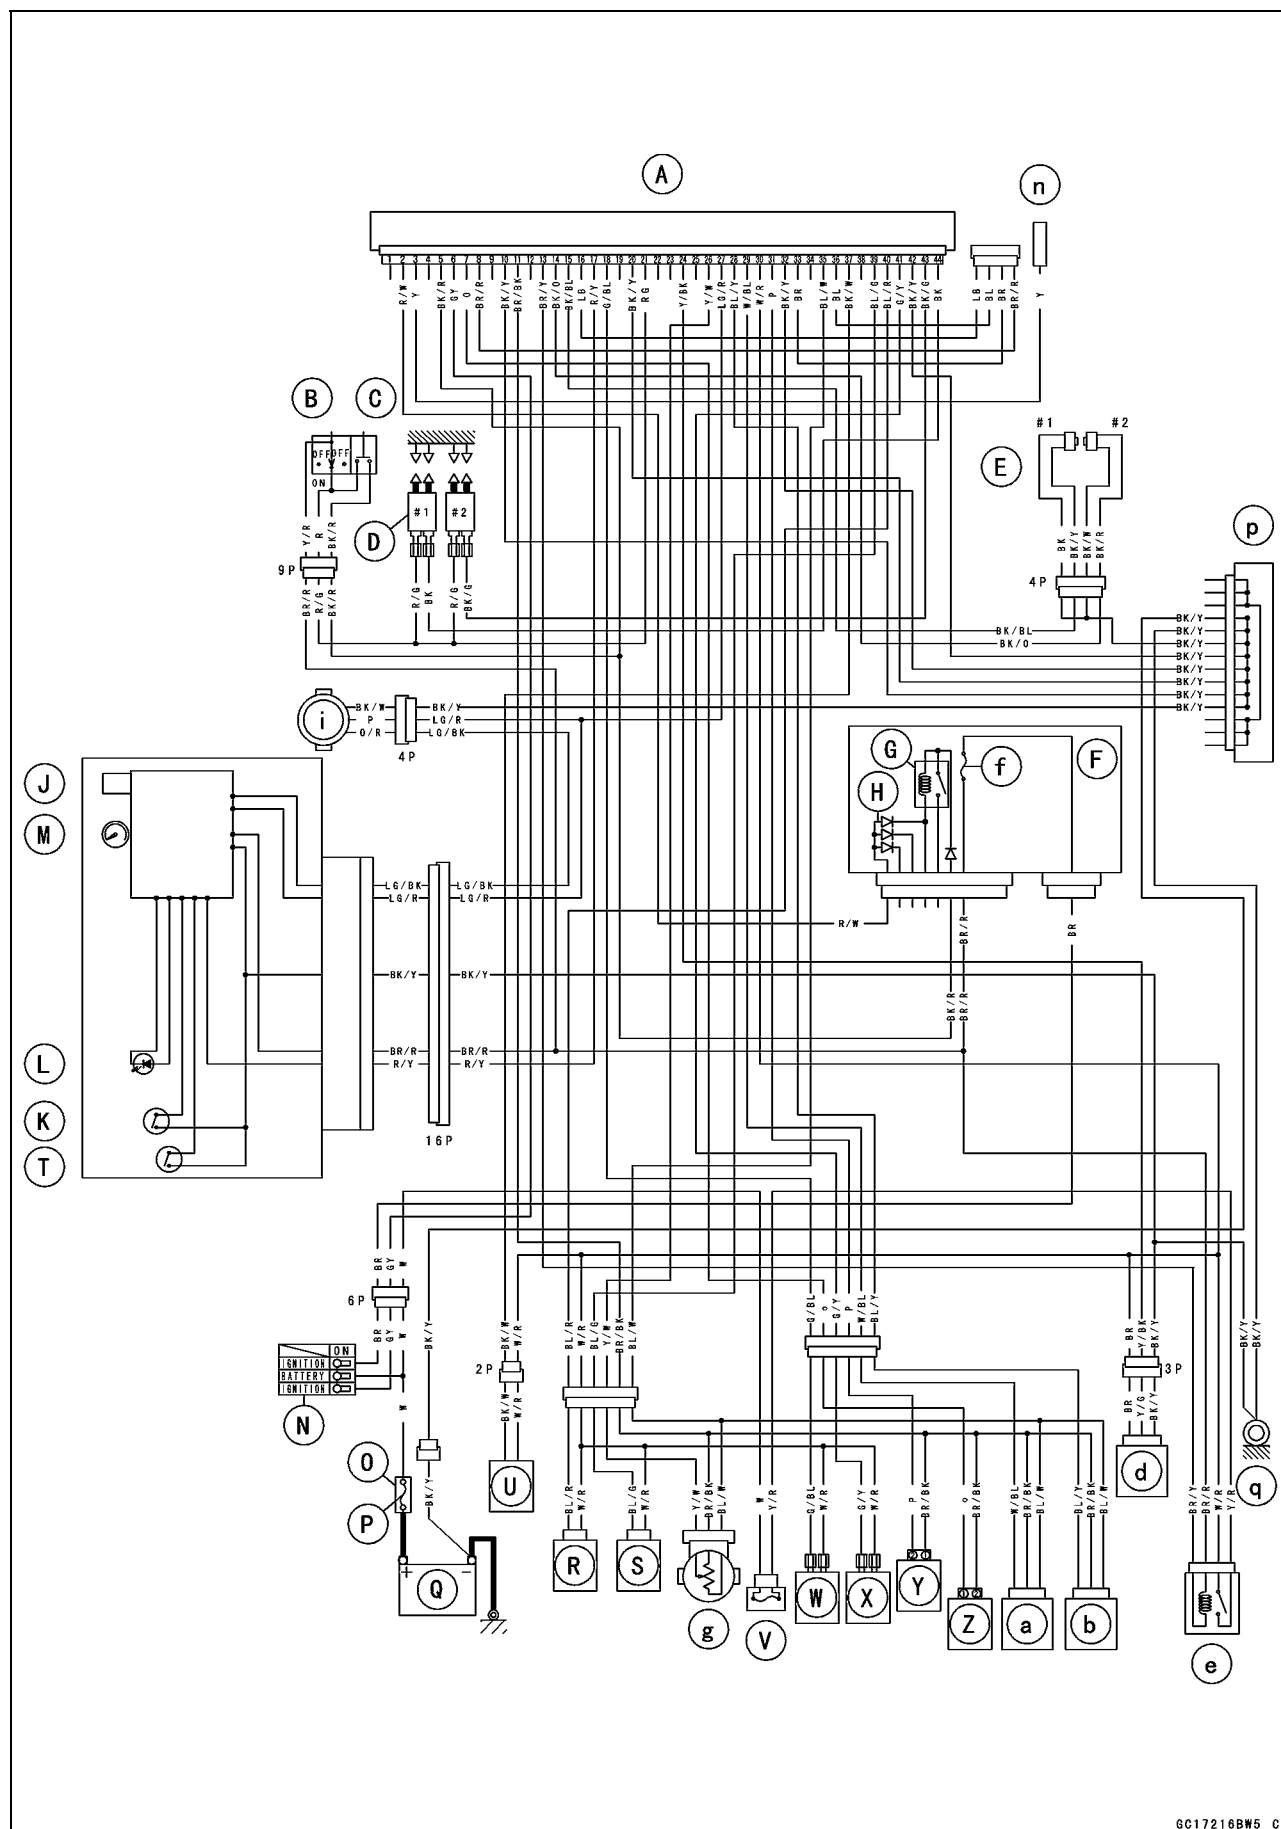 A
n
1 2 3 4 5 6 7 8 9 10 11 12 13 14 15 16 17 18 19 20 21 22 23 24 25 26 27 28 29 30 31 32 33 34 35 36 37 38 39 40 41 42 43 44
R/W Y BK/R GY O BR/R BK/Y BR/BK BR/Y BK/O BK/BL LB R/Y G/BL BK/Y RG Y/BK Y/W LG/R BL/Y W/BL W/R P BK/Y BR BL/W BL BK/W BL/G BL/R G/Y BK/Y BK/G BK
LB BL BR BR/R Y
B C
#1 #2
E
OFF OFF
ON
#1 #2
D
p
Y/R R BK/R
BK BK/Y BK/W BK/R
9P
4P
BR/R R/G BK/R
R/G BK R/G BK/G
BK/Y
BK/BL BK/Y
BK/O BK/Y
BK/Y
BK/Y
BK/Y
BK/Y
BK/Y
i
BK/W BK/Y
P LG/R
O/R LG/BK
4P
G f F
H
J
M
LG/BK LG/BK
LG/R LG/R
R/W BR/R BR
BK/Y BK/Y
BK/R BR/R
BR/R BR/R
R/Y R/Y
L
K
T
16P
BR GY W
BK/Y
6P
BR GY W
ON
IGNITION
BATTERY
IGNITION
N
W
BK/W W/R
2P
BK/W W/R
BL/R W/R BL/G Y/W BR/BK BL/W
G/BL O G/Y P W/BL BL/Y
BR Y/BK BK/Y
3P
BR Y/G BK/Y
BK/Y BK/Y
O
P
BK/Y
U
d
q
BL/R W/R BL/G W/R Y/W BR/BK BL/W W Y/R G/BL W/R G/Y W/R P BR/BK O BR/BK W/BL BR/BK BL/W BL/Y BR/BK BL/W
BR/Y BR/R W/R Y/R
+ Q −
R S g V W X
2 1
Y
1 2
Z a b
e
GC17216BW5 C